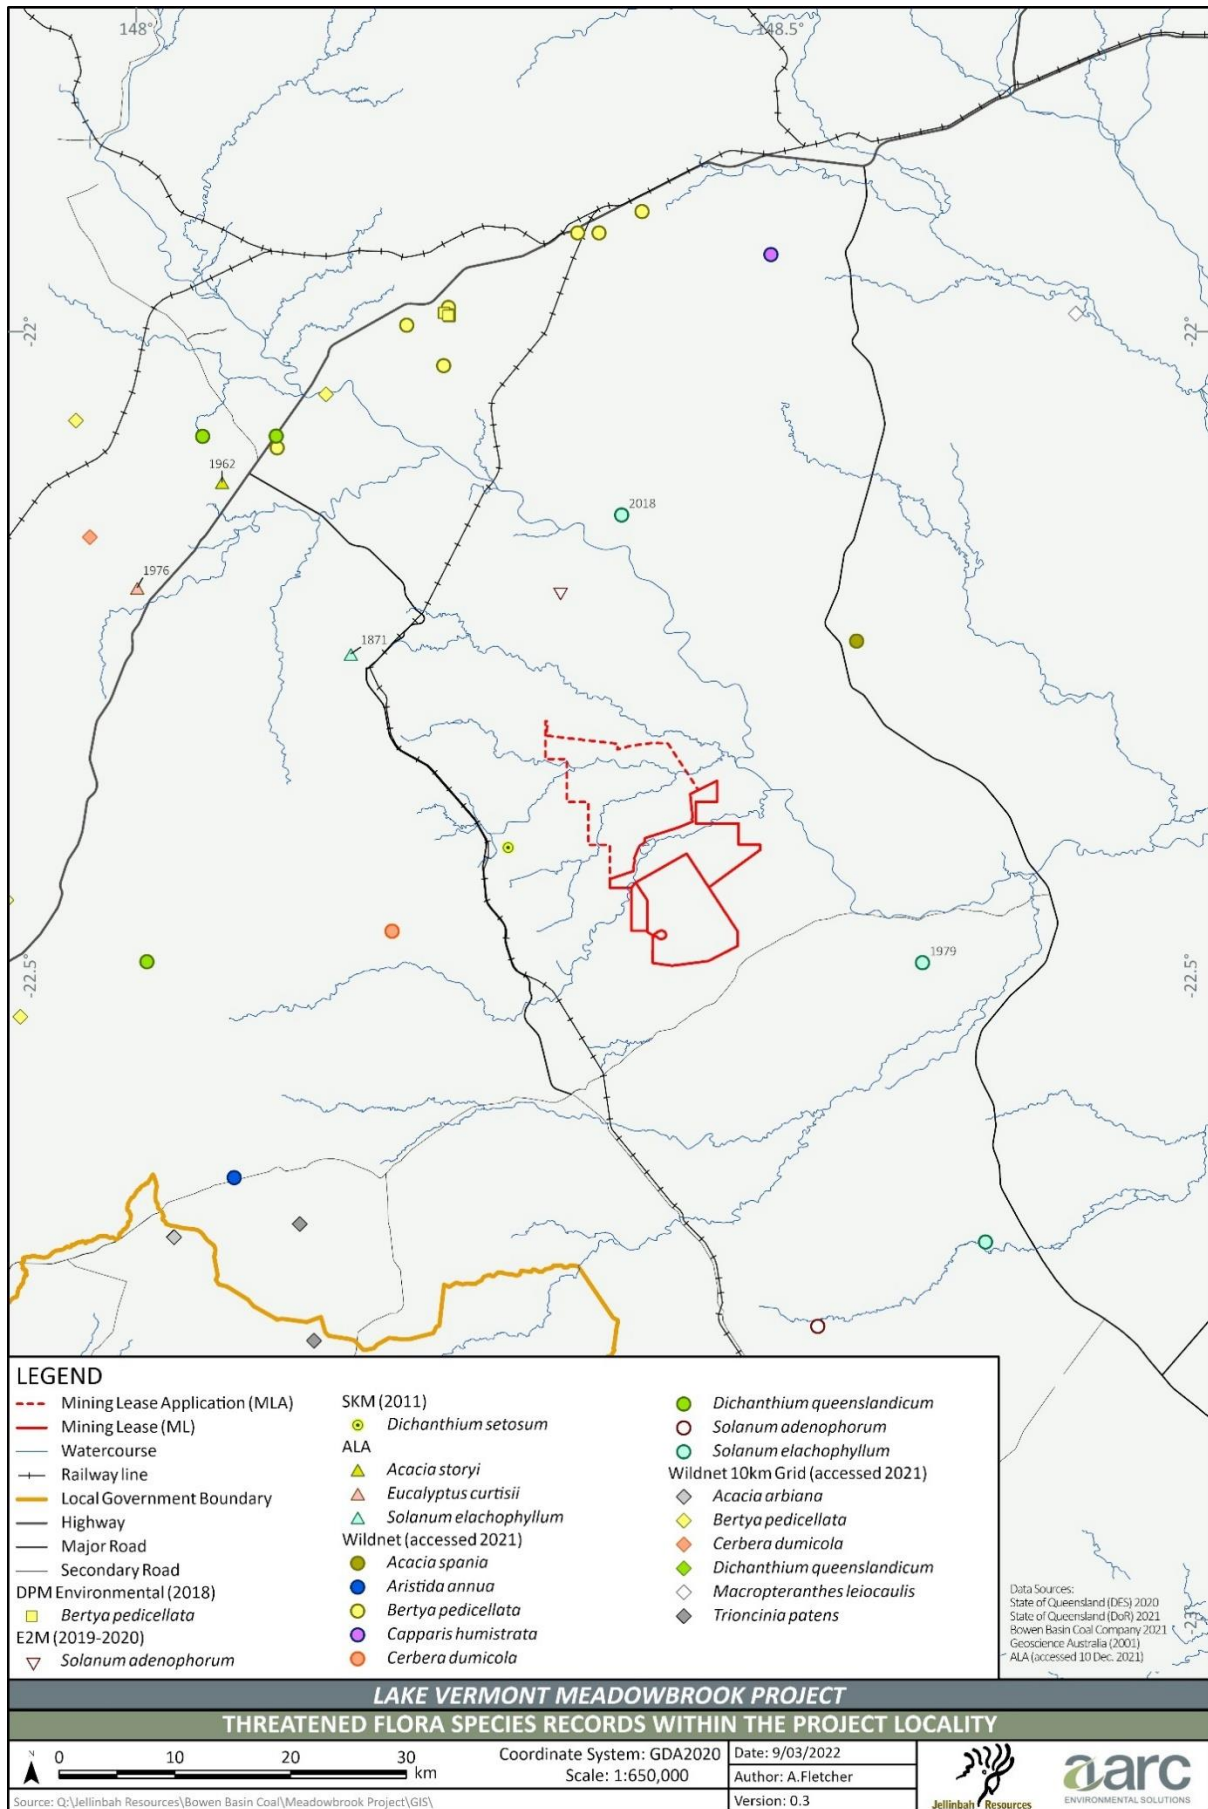 148°
148.5°
-22°
-22°
1962
2018
1976
1871
1979
-22.5°
-22.5°
LEGEND
Mining Lease Application (MLA)
Mining Lease (ML)
Watercourse
Railway line
Local Government Boundary
Highway
Major Road
Secondary Road
DPM Environmental (2018)
Bertya pedicellata
E2M (2019-2020)
Solanum adenophorum
SKM (2011)
Dichanthium setosum
ALA
Acacia storyi
Eucalyptus curtisii
Solanum elachophyllum
Wildnet (accessed 2021)
Acacia spania
Aristida annua
Bertya pedicellata
Capparis humistrata
Cerbera dumicola
Dichanthium queenslandicum
Solanum adenophorum
Solanum elachophyllum
Wildnet 10km Grid (accessed 2021)
Acacia arbiana
Bertya pedicellata
Cerbera dumicola
Dichanthium queenslandicum
Macropteranthes leiocaulis
Trioncinia patens
Data Sources:
State of Queensland (DES) 2020
State of Queensland (DoR) 2021
Bowen Basin Coal Company 2021
Geoscience Australia (2001)
ALA (accessed 10 Dec. 2021)
-23°
LAKE VERMONT MEADOWBROOK PROJECT
THREATENED FLORA SPECIES RECORDS WITHIN THE PROJECT LOCALITY
N
0 10 20 30
km
Coordinate System: GDA2020
Scale: 1:650,000
Date: 9/03/2022
Author: A.Fletcher
Version: 0.3
Source: Q:\Jellinbah Resources\Bowen Basin Coal\Meadowbrook Project\GIS\
Jellinbah Resources
aarc
ENVIRONMENTAL SOLUTIONS